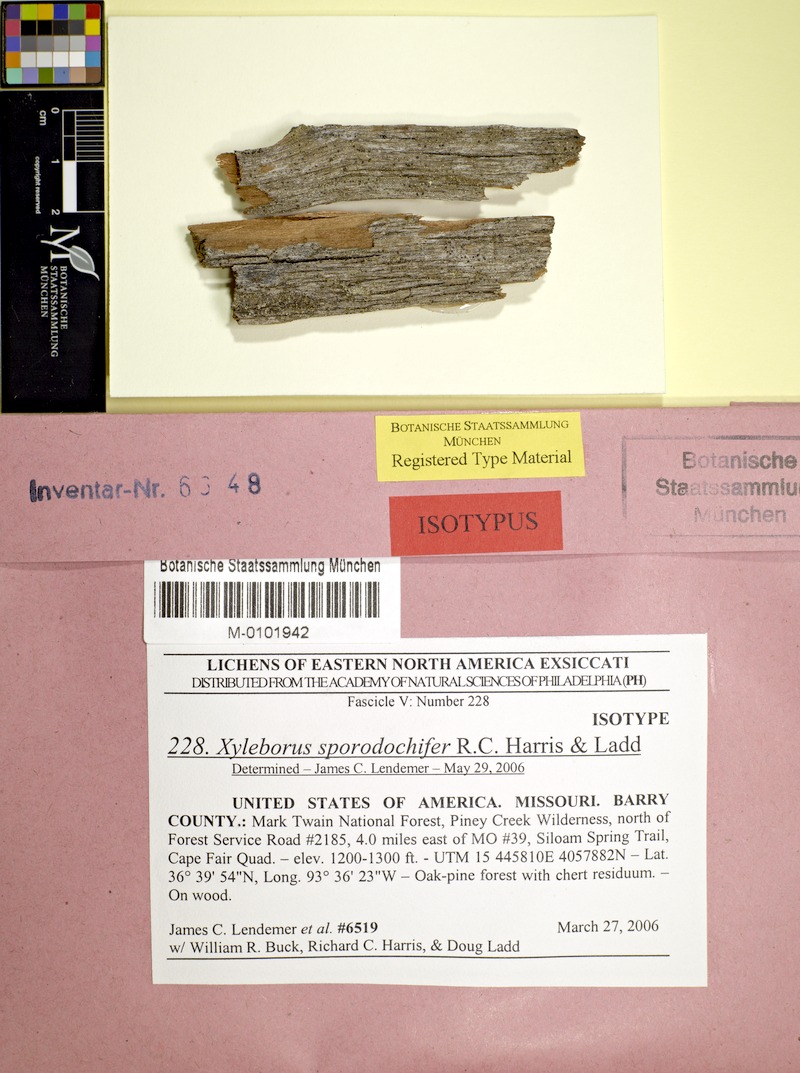 cm
0
1
2
copyright reserved
BOTANISCHE
STAATSSAMMLUNG
MÜNCHEN
BOTANISCHE STAATSSAMMLUNG
MÜNCHEN
Registered Type Material
Inventar-Nr. 48
ISOTYPUS
Botanische
München
Botanische Staatssammlung München
M-0101942
LICHENS OF EASTERN NORTH AMERICA EXSICCATI
DISTRIBUTED FROM THE ACADEMY OF NATURAL SCIENCES OF PHILADELPHIA (PH)
Fascicle V: Number 228
ISOTYPE
228. Xyleborus sporodochifer R.C. Harris & Ladd
Determined – James C. Lendemer – May 29, 2006
UNITED STATES OF AMERICA. MISSOURI. BARRY
COUNTY.: Mark Twain National Forest, Piney Creek Wilderness, north of
Forest Service Road #2185, 4.0 miles east of MO #39, Siloam Spring Trail,
Cape Fair Quad. – elev. 1200-1300 ft. - UTM 15 445810E 4057882N – Lat.
36° 39' 54"N, Long. 93° 36' 23"W – Oak-pine forest with chert residuum. –
On wood.
James C. Lendemer et al. #6519 March 27, 2006
w/ William R. Buck, Richard C. Harris, & Doug Ladd